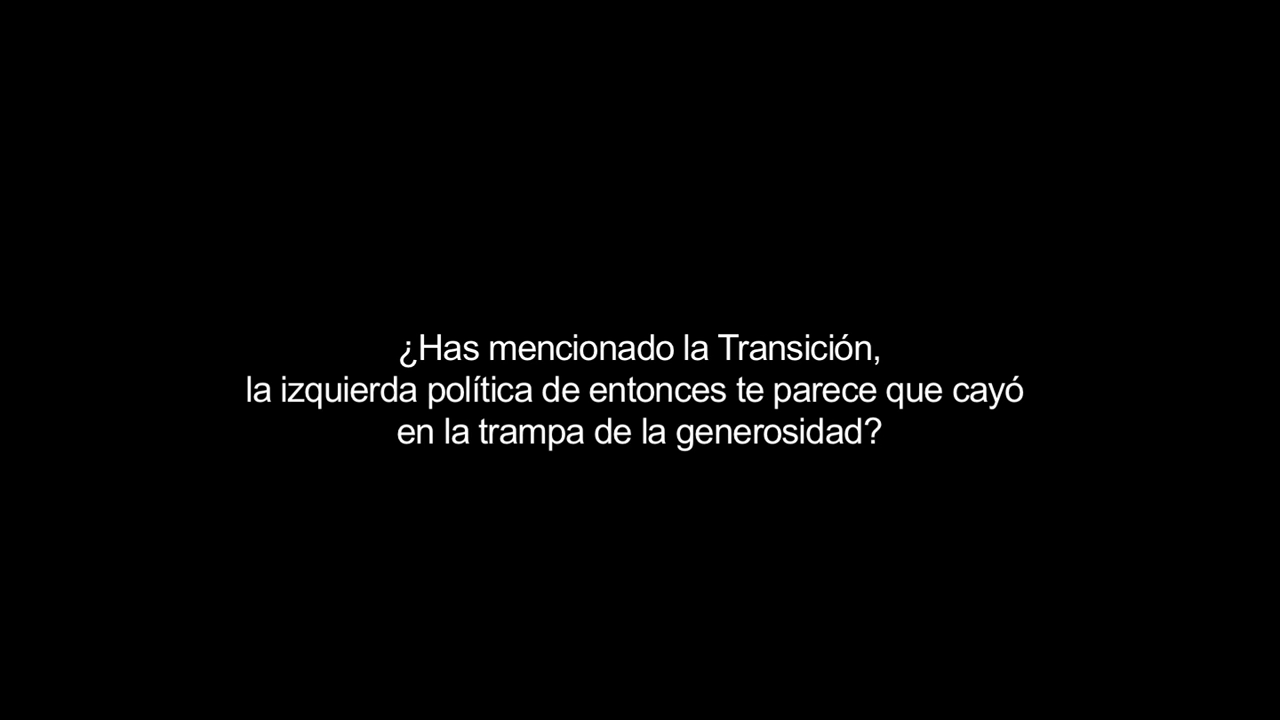 ¿Has mencionado la Transición,
la izquierda política de entonces te parece que cayó
en la trampa de la generosidad?